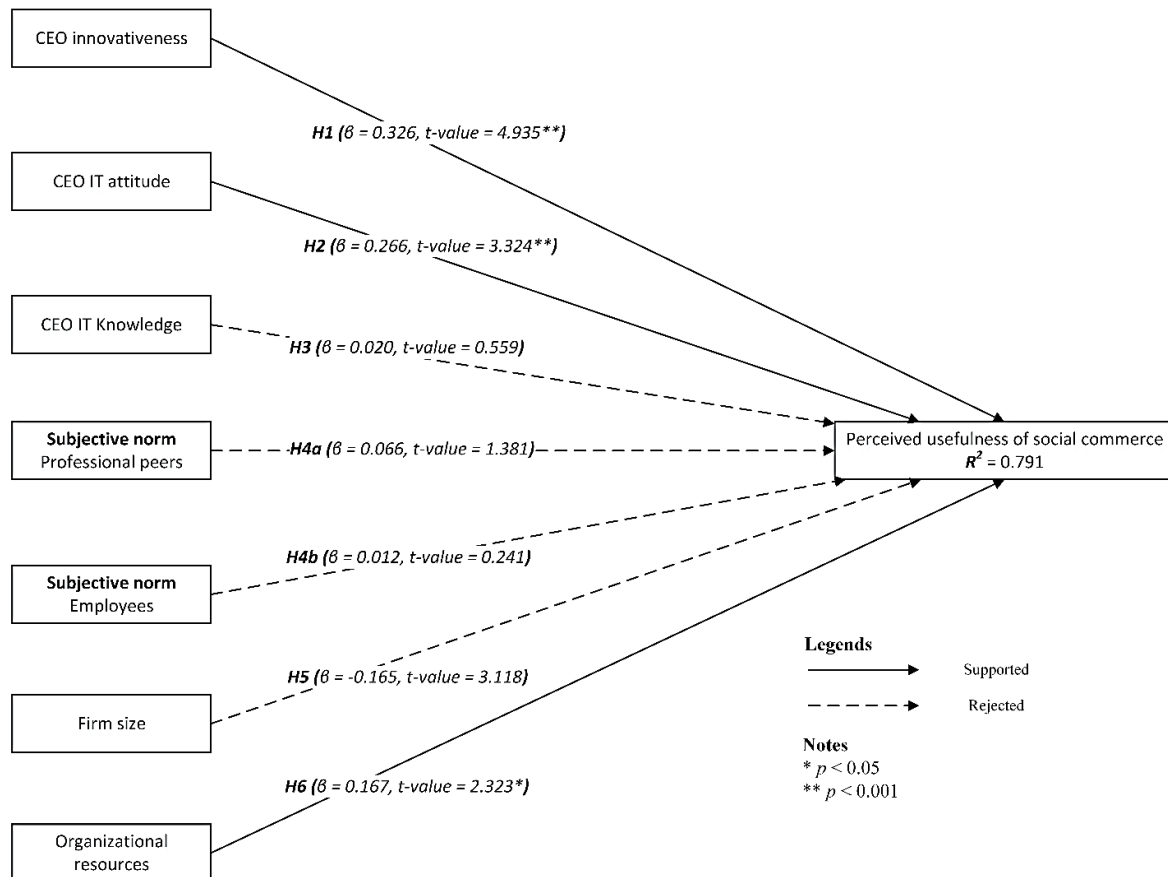 CEO innovativeness
H1 (β = 0.326, t-value = 4.935**)
CEO IT attitude
H2 (β = 0.266, t-value = 3.324**)
CEO IT Knowledge
H3 (β = 0.020, t-value = 0.559)
Subjective norm
Professional peers
H4a (β = 0.066, t-value = 1.381)
Perceived usefulness of social commerce
R² = 0.791
H4b (β = 0.012, t-value = 0.241)
Subjective norm
Employees
H5 (β = -0.165, t-value = 3.118)
Firm size
H6 (β = 0.167, t-value = 2.323*)
Organizational
resources
Legends
Supported
Rejected
Notes
* p < 0.05
** p < 0.001